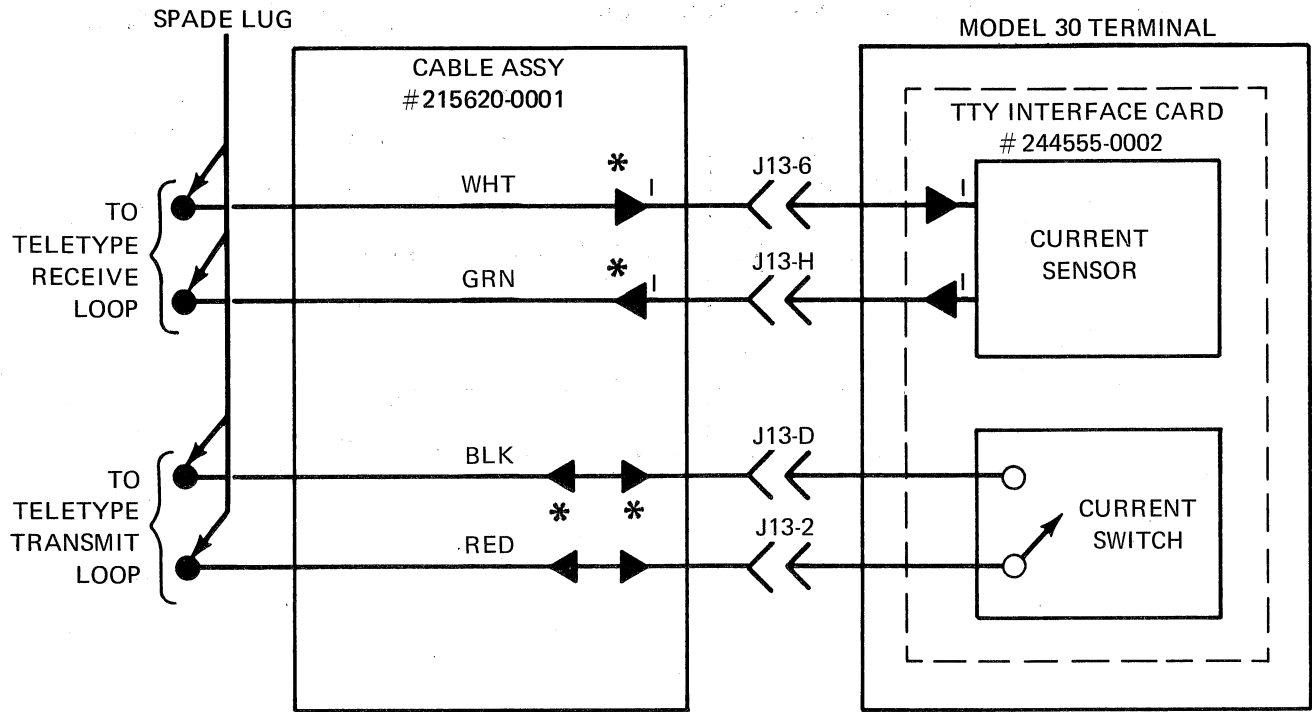 SPADE LUG
MODEL 30 TERMINAL
CABLE ASSY
#215620-0001
TTY INTERFACE CARD
# 244555-0002
TO
TELETYPE
RECEIVE
LOOP
WHT
*
I
J13-6
I
CURRENT
SENSOR
GRN
*
I
J13-H
I
TO
TELETYPE
TRANSMIT
LOOP
BLK
* *
J13-D
RED
J13-2
CURRENT
SWITCH